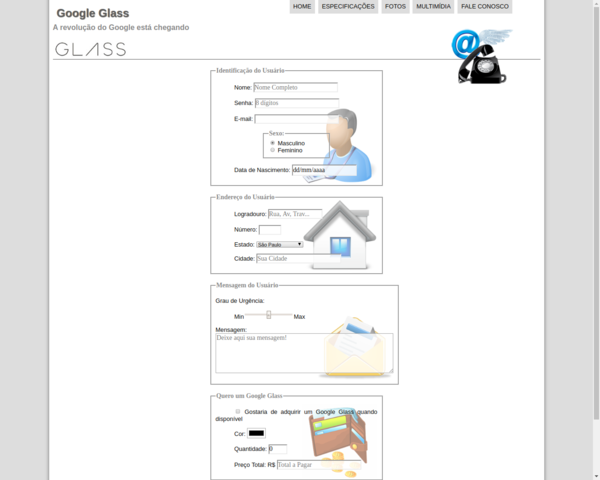 HOME ESPECIFICAÇÕES FOTOS MULTIMÍDIA FALE CONOSCO
Google Glass
A revolução do Google está chegando
GLASS
Identificação do Usuário
Nome: Nome Completo
Senha: 8 dígitos
E-mail:
Sexo:
Masculino
Feminino
Data de Nascimento: dd/mm/aaaa
Endereço do Usuário
Logradouro: Rua, Av, Trav...
Número:
Estado: São Paulo
Cidade: Sua Cidade
Mensagem do Usuário
Grau de Urgência:
Min Max
Mensagem:
Deixe aqui sua mensagem!
Quero um Google Glass
Gostaria de adquirir um Google Glass quando
disponível
Cor:
Quantidade: 0
Preço Total: R$ Total a Pagar